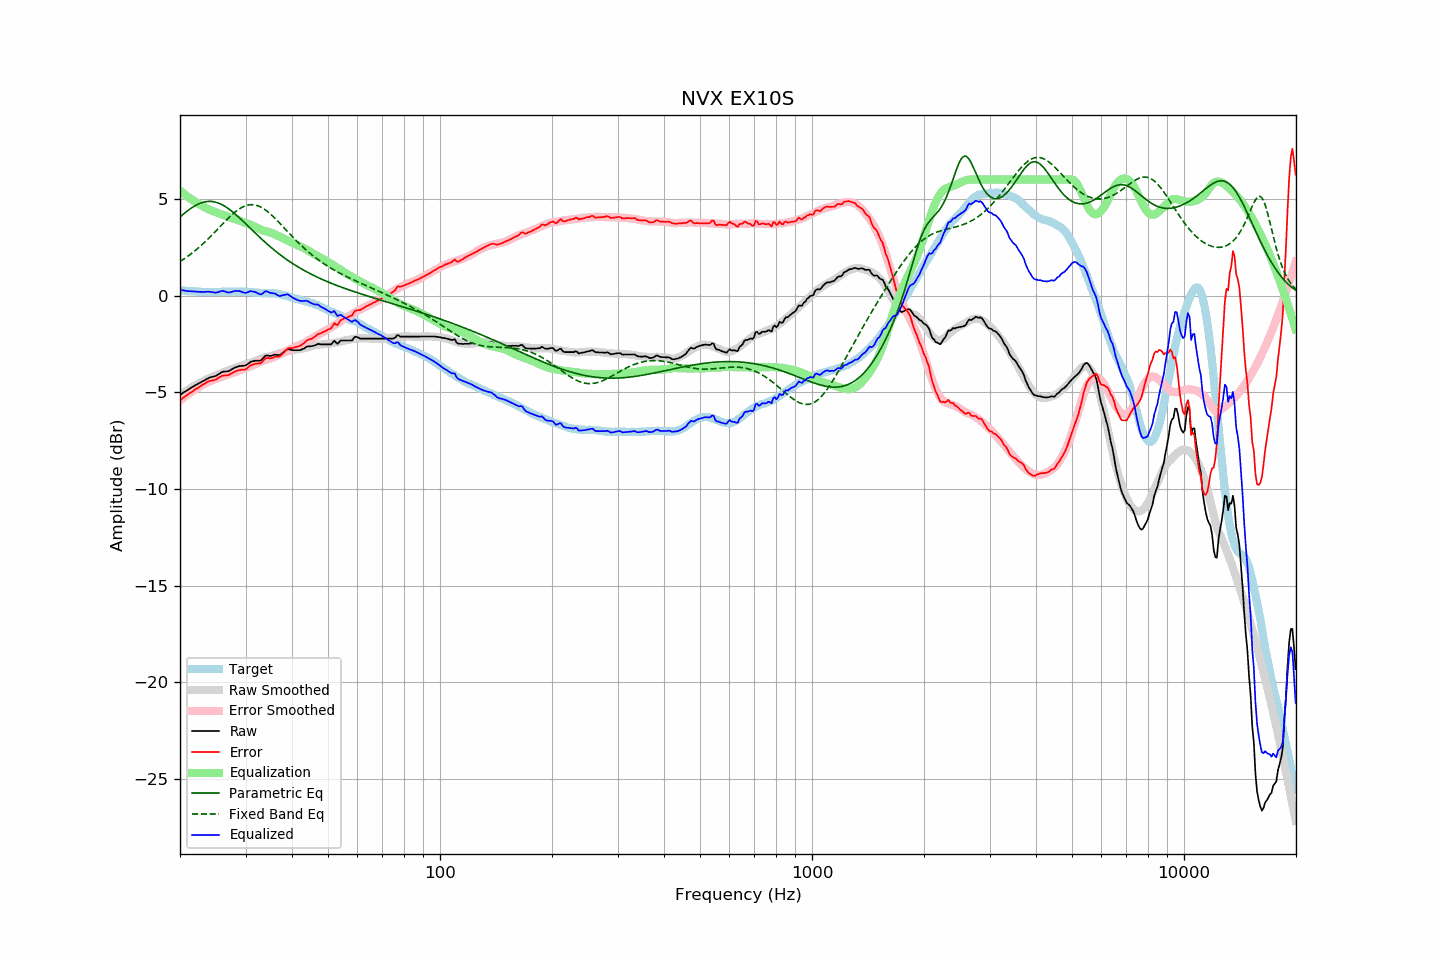 NVX EX10S
Amplitude (dBr)
5
0
−5
−10
−15
−20
−25
Target
Raw Smoothed
Error Smoothed
Raw
Error
Equalization
Parametric Eq
Fixed Band Eq
Equalized
100
1000
10000
Frequency (Hz)